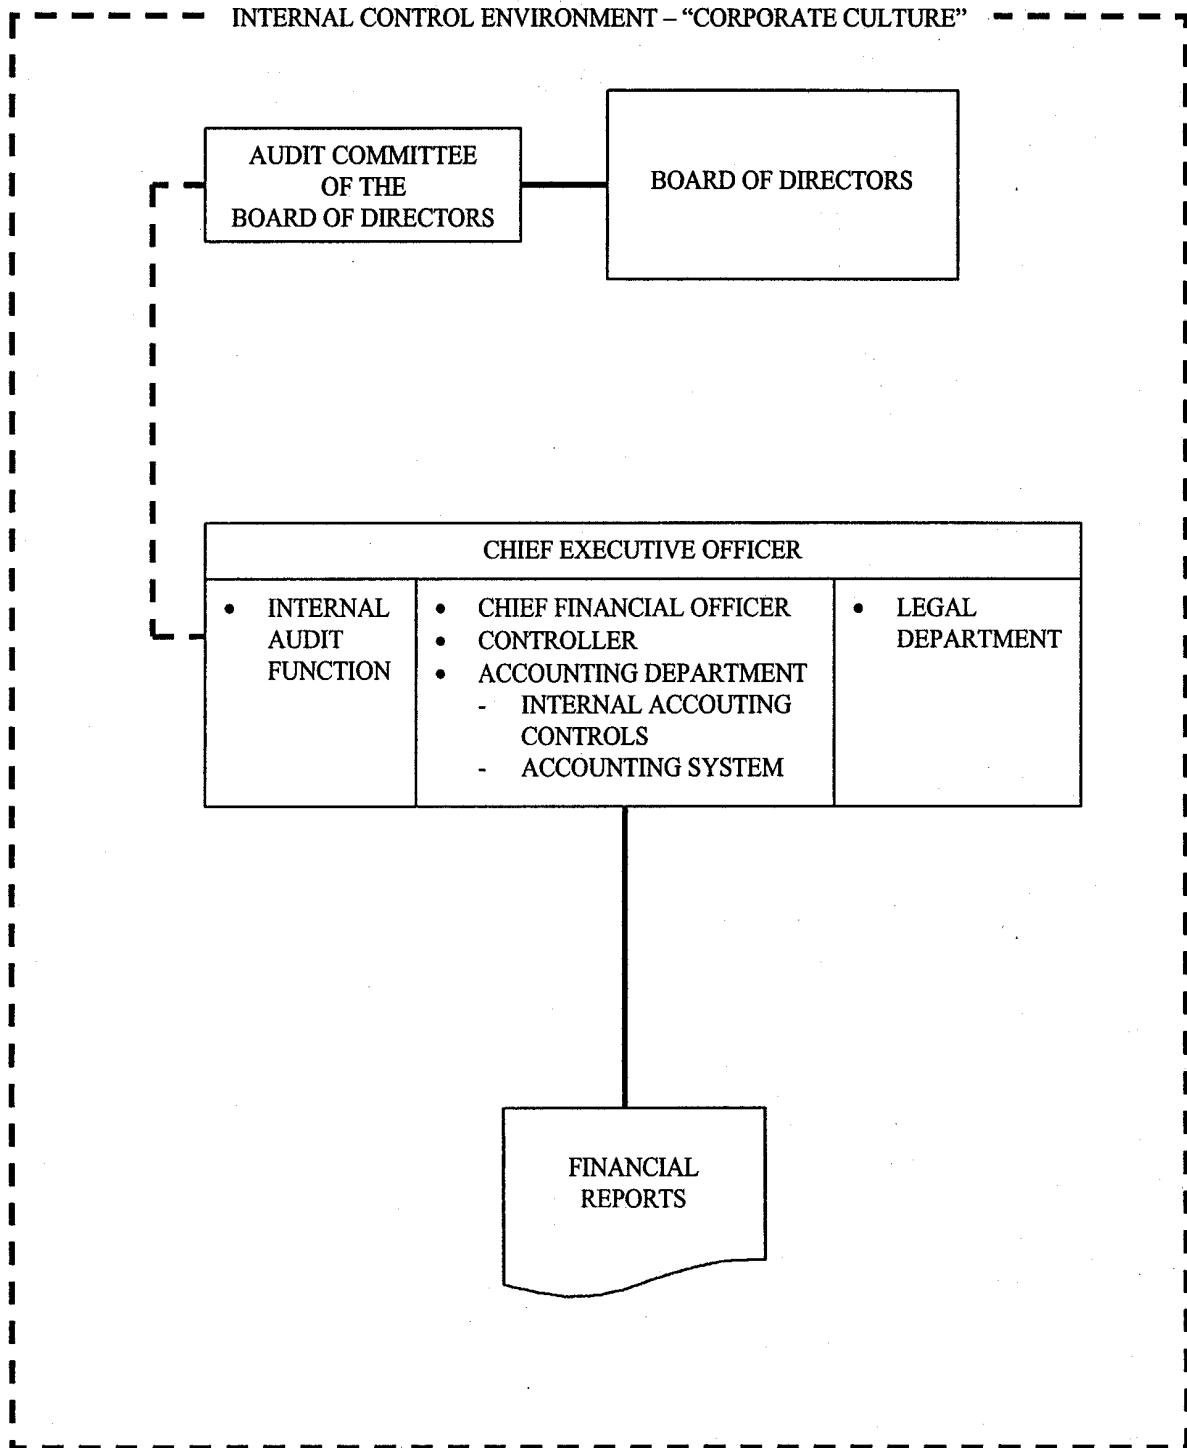 INTERNAL CONTROL ENVIRONMENT – “CORPORATE CULTURE”
AUDIT COMMITTEE
OF THE
BOARD OF DIRECTORS
BOARD OF DIRECTORS
CHIEF EXECUTIVE OFFICER
• INTERNAL
AUDIT
FUNCTION
• CHIEF FINANCIAL OFFICER
• CONTROLLER
• ACCOUNTING DEPARTMENT
- INTERNAL ACCOUTING
CONTROLS
- ACCOUNTING SYSTEM
• LEGAL
DEPARTMENT
FINANCIAL
REPORTS